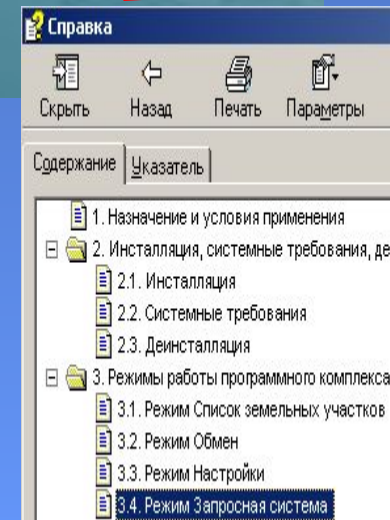 Справка
Скрыть Назад Печать Параметры
Содержание Указатель
1. Назначение и условия применения
2. Инсталляция, системные требования, де
2.1. Инсталляция
2.2. Системные требования
2.3. Деинсталляция
3. Режимы работы программного комплекса
3.1. Режим Список земельных участков
3.2. Режим Обмен
3.3. Режим Настройки
3.4. Режим Запросная система